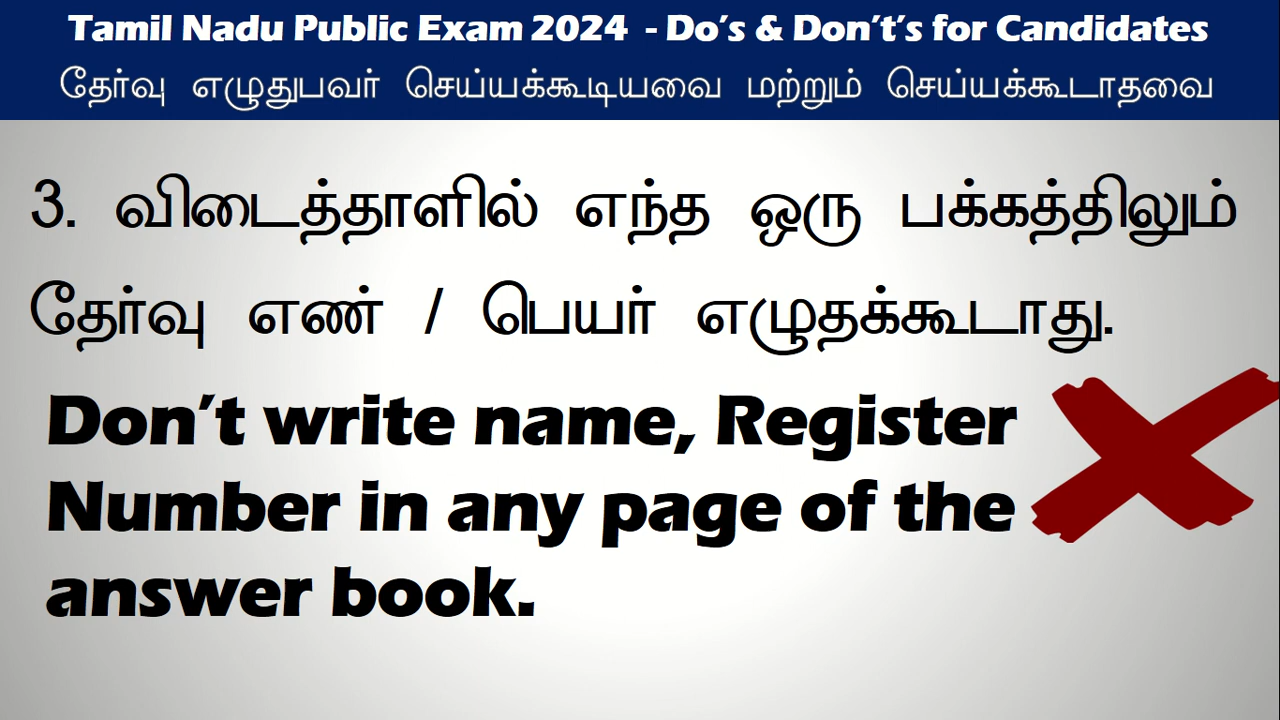 Tamil Nadu Public Exam 2024 - Do's & Don't's for Candidates
தேர்வு எழுதுபவர் செய்யக்கூடியவை மற்றும் செய்யக்கூடாதவை
3. விடைத்தாளில் எந்த ஒரு பக்கத்திலும்
தேர்வு எண் / பெயர் எழுதக்கூடாது.
Don't write name, Register
Number in any page of the
answer book.